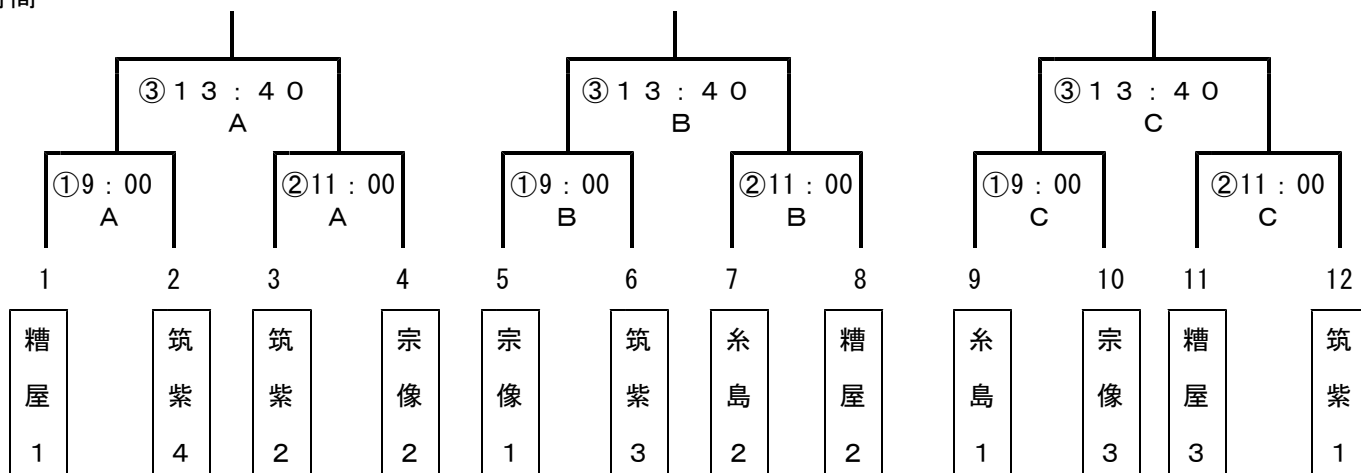 ③１３：４０ ③１３：４０ ③１３：４０
Ａ Ｂ Ｃ
①9：00 ②11：00 ①9：00 ②11：00 ①9：00 ②11：00
Ａ Ａ Ｂ Ｂ Ｃ Ｃ
1 2 3 4 5 6 7 8 9 10 11 12
糟屋１
筑紫４
筑紫２
宗像２
宗像１
筑紫３
糸島２
糟屋２
糸島１
宗像３
糟屋３
筑紫１